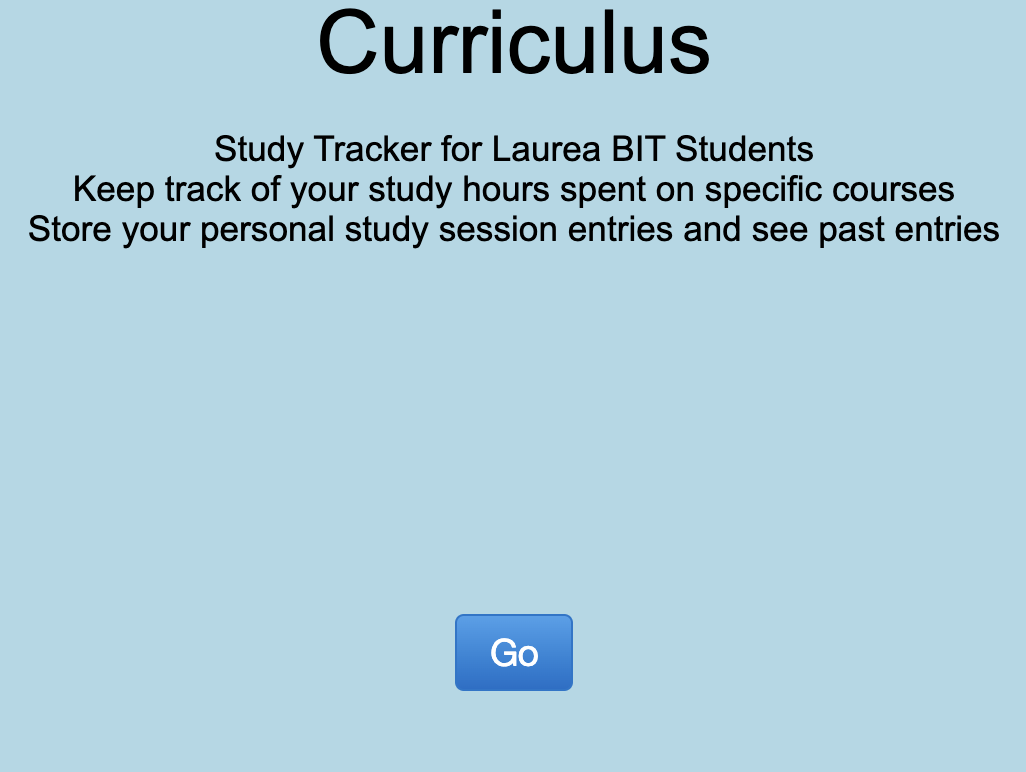 Curriculus
Study Tracker for Laurea BIT Students
Keep track of your study hours spent on specific courses
Store your personal study session entries and see past entries
Go